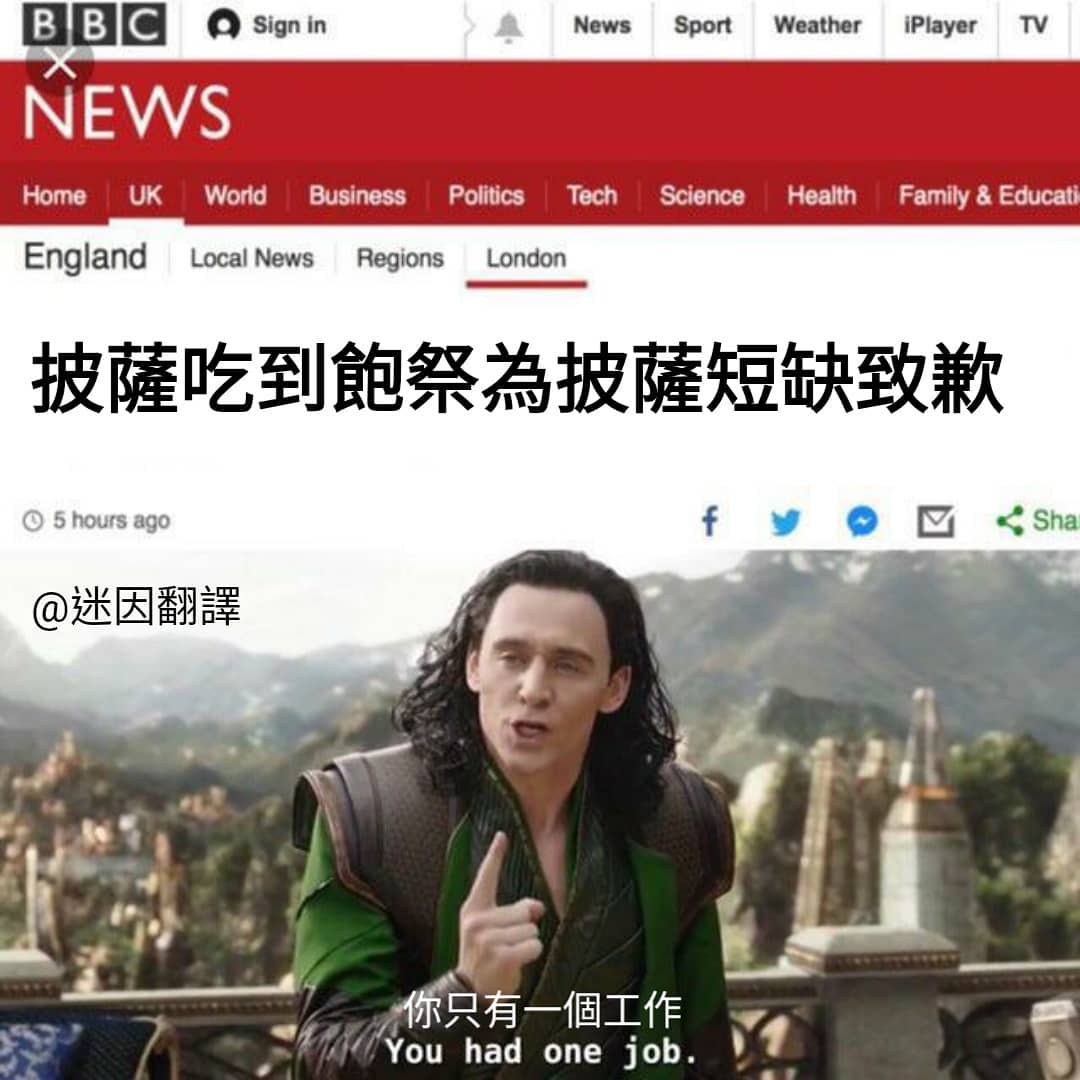 BBC Sign in News Sport Weather iPlayer TV
NEWS
Home UK World Business Politics Tech Science Health Family & Educati
England Local News Regions London
披薩吃到飽祭為披薩短缺致歉
5 hours ago Shar
@迷因翻譯
你只有一個工作
You had one job.